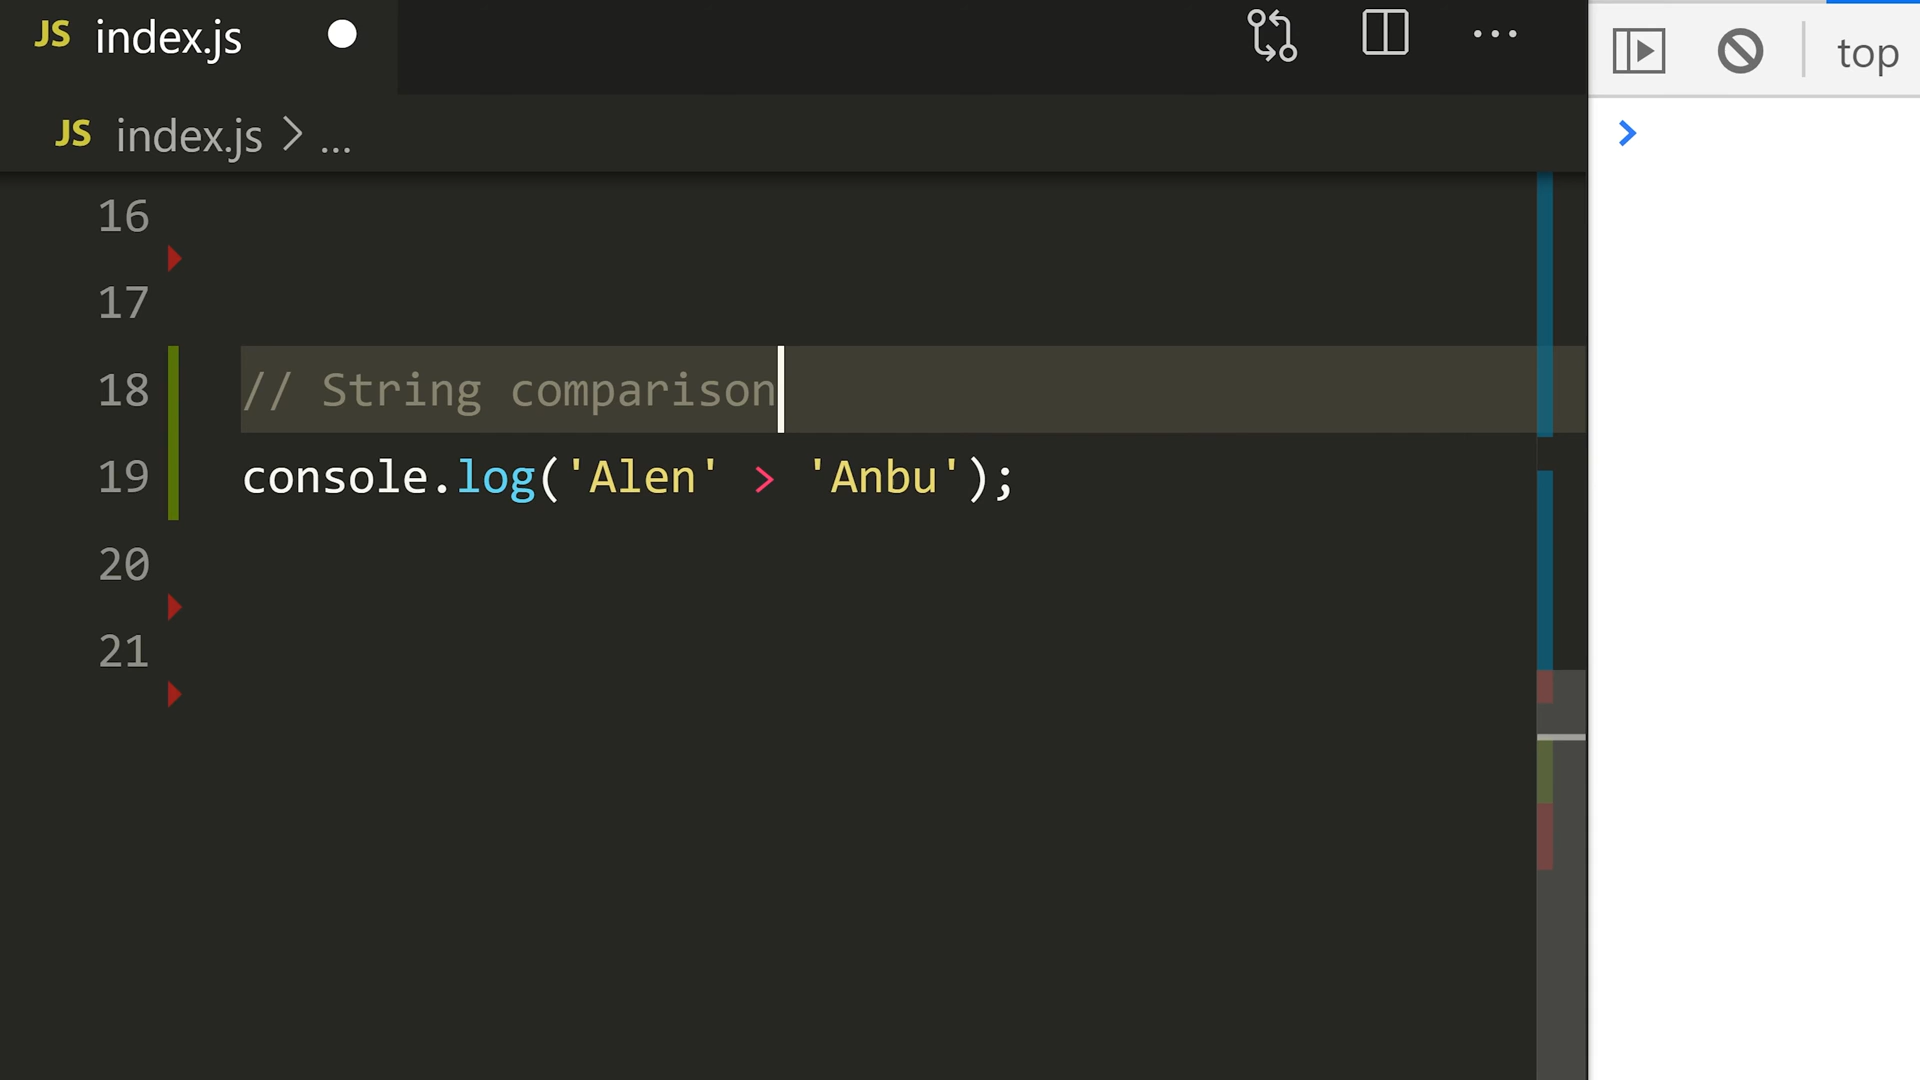 JS index.js
top
JS index.js > ...
16
17
18 // String comparison
19 console.log('Alen' > 'Anbu');
20
21